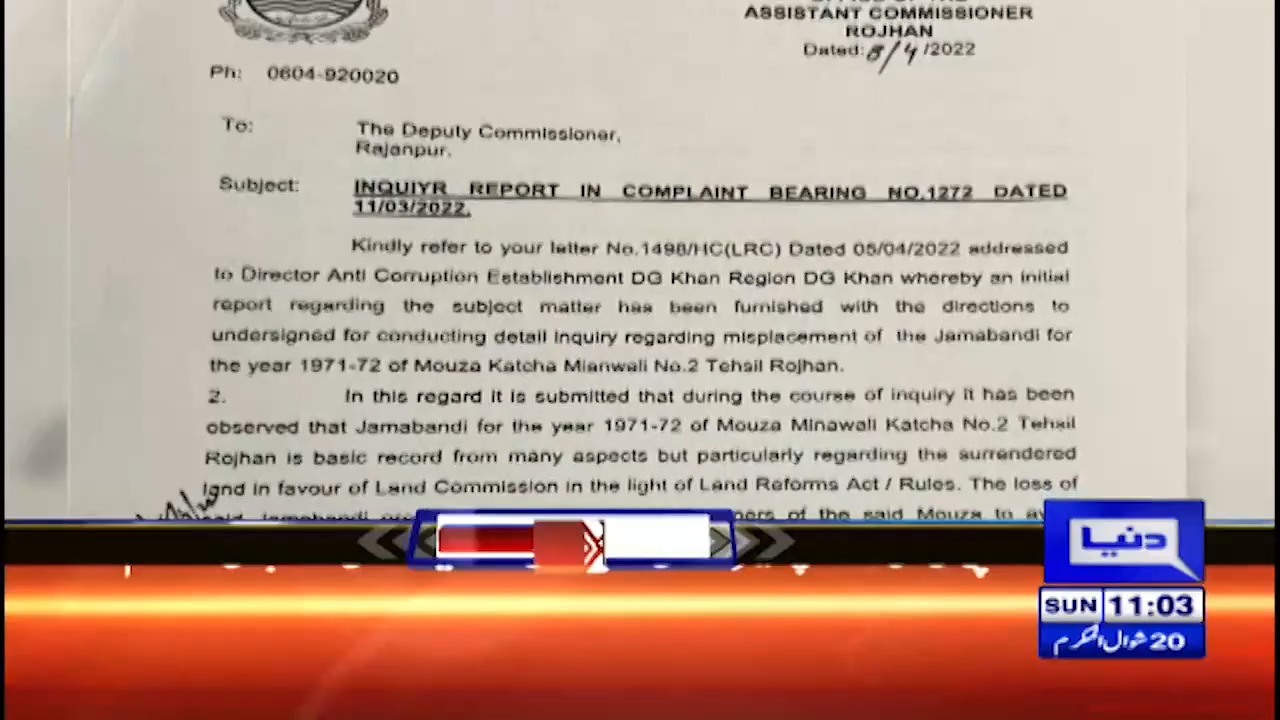 ASSISTANT COMMISSIONER
ROJHAN
Dated: 8/4/2022
Ph: 0604-920020
To: The Deputy Commissioner,
Rajanpur.
Subject: INQUIYR REPORT IN COMPLAINT BEARING NO.1272 DATED
11/03/2022.
Kindly refer to your letter No.1498/HC(LRC) Dated 05/04/2022 addressed
to Director Anti Corruption Establishment DG Khan Region DG Khan whereby an initial
report regarding the subject matter has been furnished with the directions to
undersigned for conducting detail inquiry regarding misplacement of the Jamabandi for
the year 1971-72 of Mouza Katcha Mianwali No.2 Tehsil Rojhan.
2. In this regard it is submitted that during the course of inquiry it has been
observed that Jamabandi for the year 1971-72 of Mouza Minawali Katcha No.2 Tehsil
Rojhan is basic record from many aspects but particularly regarding the surrendered
land in favour of Land Commission in the light of Land Reforms Act / Rules. The loss of
of the said Mouza to
دنیا
SUN 11:03
20 شوال المکرم